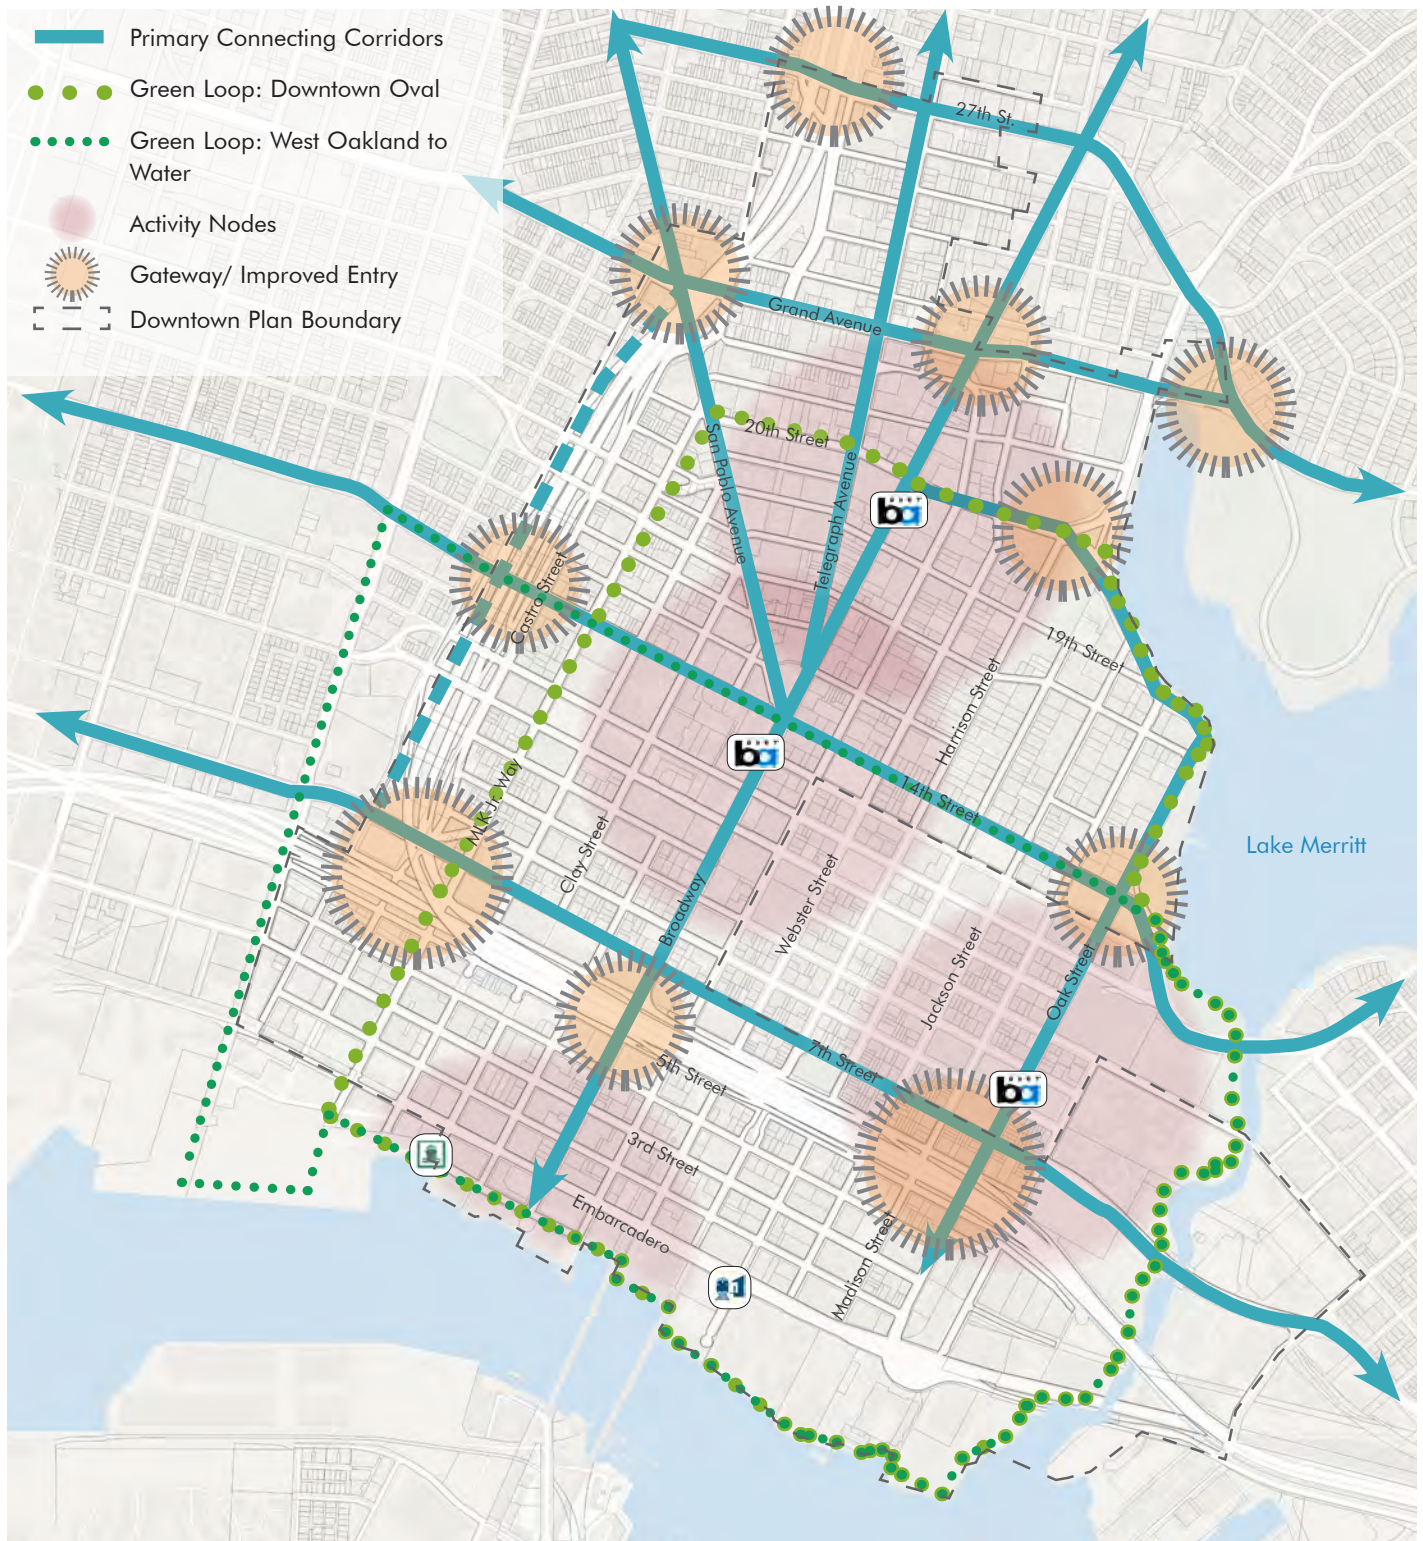 Primary Connecting Corridors
Green Loop: Downtown Oval
Green Loop: West Oakland to
Water
Activity Nodes
Gateway/ Improved Entry
Downtown Plan Boundary
27th St.
Grand Avenue
20th Street
San Pablo Avenue
Telegraph Avenue
ba
Castro Street
19th Street
Harrison Street
ba
MLK Jr. Way
14th Street
Clay Street
Lake Merritt
Webster Street
Broadway
Jackson Street
Oak Street
7th Street
5th Street
ba
3rd Street
Embarcadero
Madison Street